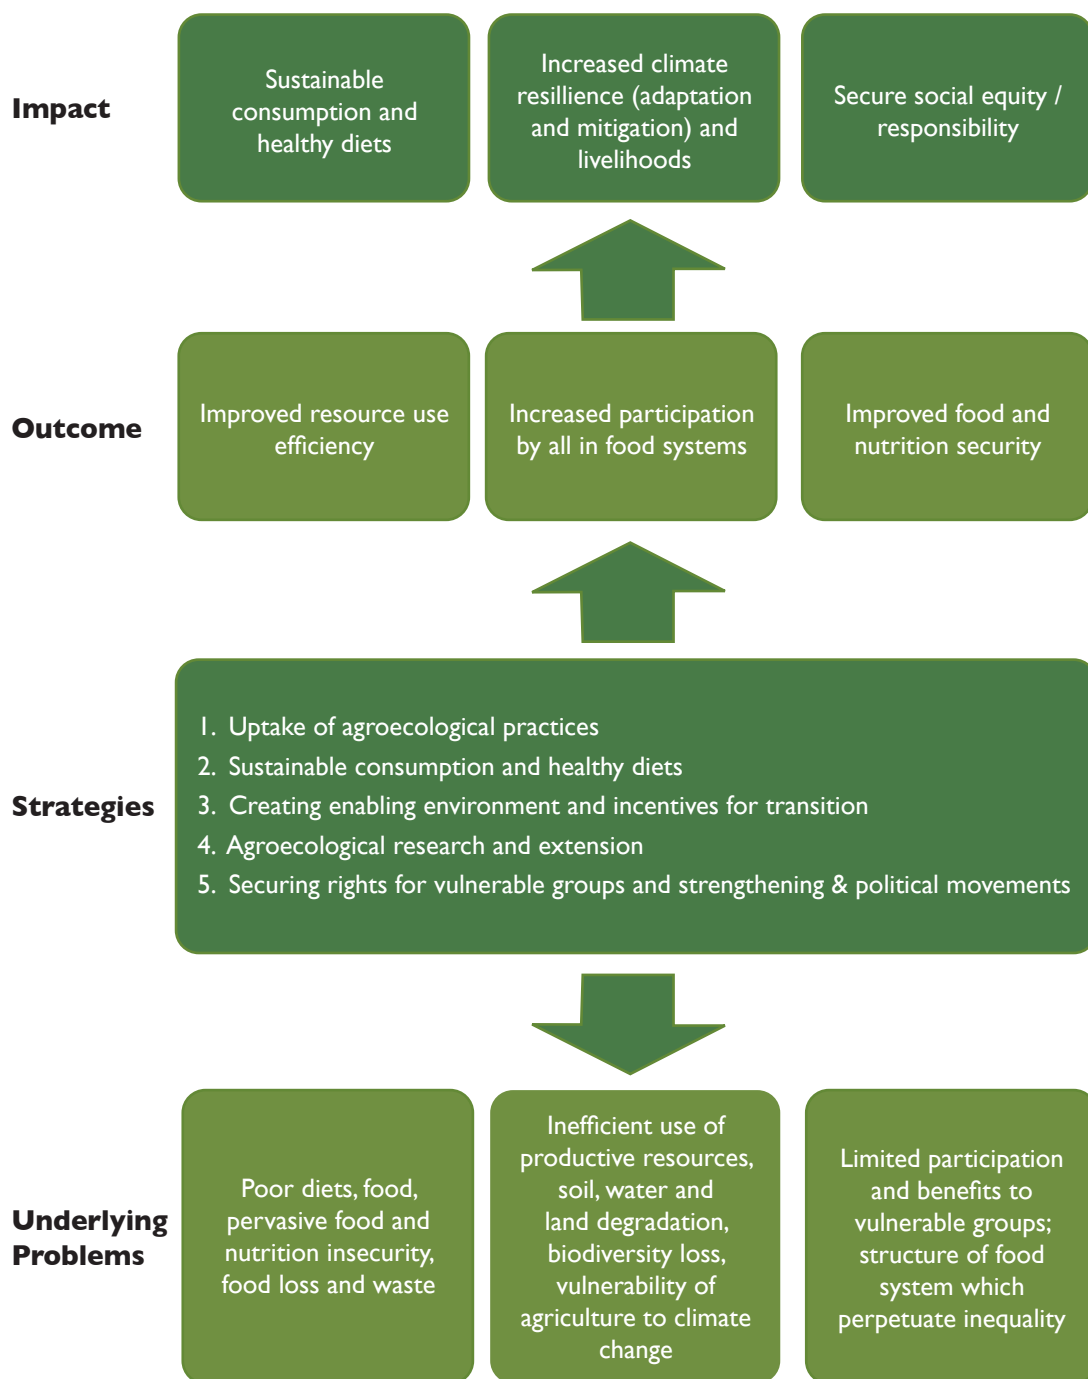 Impact
Sustainable
consumption and
healthy diets
Increased climate
resillience (adaptation
and mitigation) and
livelihoods
Secure social equity /
responsibility
Outcome
Improved resource use
efficiency
Increased participation
by all in food systems
Improved food and
nutrition security
Strategies
1. Uptake of agroecological practices
2. Sustainable consumption and healthy diets
3. Creating enabling environment and incentives for transition
4. Agroecological research and extension
5. Securing rights for vulnerable groups and strengthening & political movements
Underlying
Problems
Poor diets, food,
pervasive food and
nutrition insecurity,
food loss and waste
Inefficient use of
productive resources,
soil, water and
land degradation,
biodiversity loss,
vulnerability of
agriculture to climate
change
Limited participation
and benefits to
vulnerable groups;
structure of food
system which
perpetuate inequality